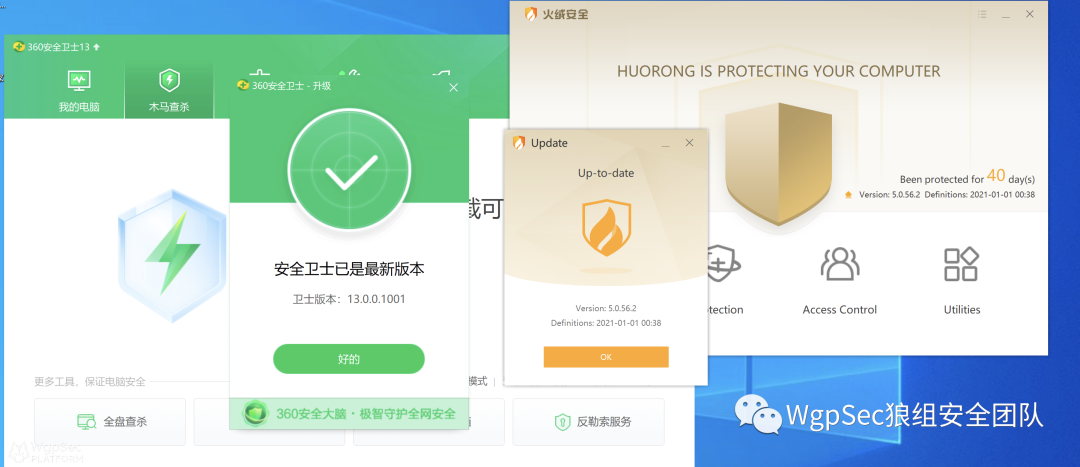 360安全卫士13
我的电脑
木马查杀
360安全卫士 - 升级
安全卫士已是最新版本
卫士版本：13.0.0.1001
好的
360安全大脑·极智守护全网安全
更多工具，保证电脑安全
模式
全盘查杀
反勒索服务
火绒安全
HUORONG IS PROTECTING YOUR COMPUTER
Been protected for 40 day(s)
Version: 5.0.56.2 Definitions: 2021-01-01 00:38
Update
Up-to-date
Version: 5.0.56.2
Definitions: 2021-01-01 00:38
OK
tection
Access Control
Utilities
WgpSec狼组安全团队
WgpSec
PLATFORM